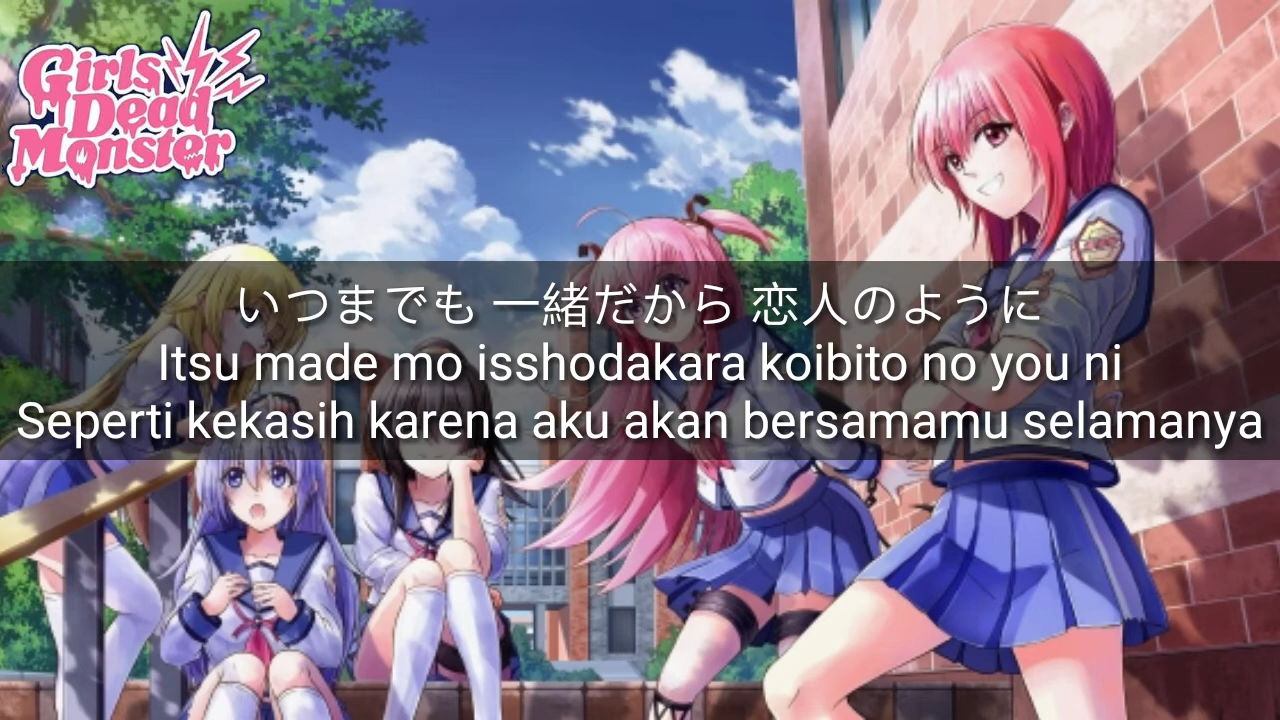 Girls
Dead
Monster
いつまでも 一緒だから 恋人のように
Itsu made mo isshodakara koibito no you ni
Seperti kekasih karena aku akan bersamamu selamanya